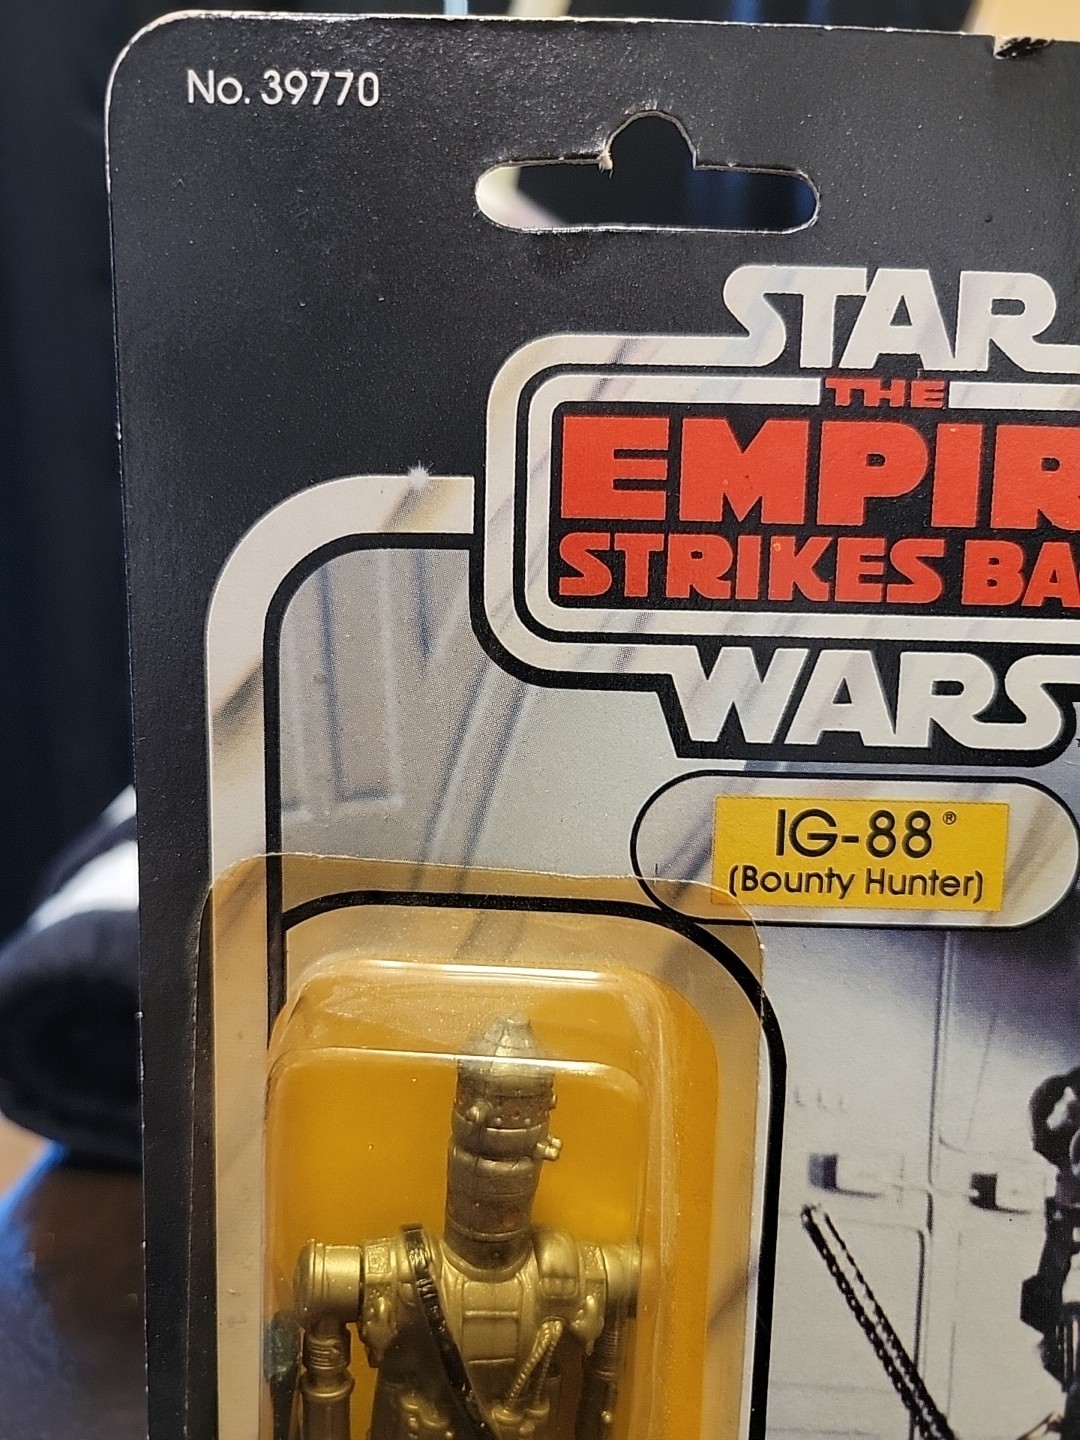 No. 39770
STAR
THE
EMPIR
STRIKES BA
WARS
IG-88®
(Bounty Hunter)